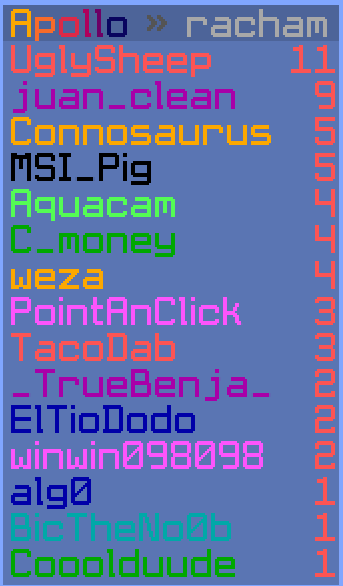 Apollo » racham
UglySheep 11
juan_clean 9
Connosaurus 5
MSI_Pig 5
Aquacam 4
C_money 4
weza 4
PointAnClick 3
TacoDab 3
_TrueBenja_ 2
ElTioDodo 2
winwin098098 2
alg0 1
BicTheNo0b 1
Cooolduude 1